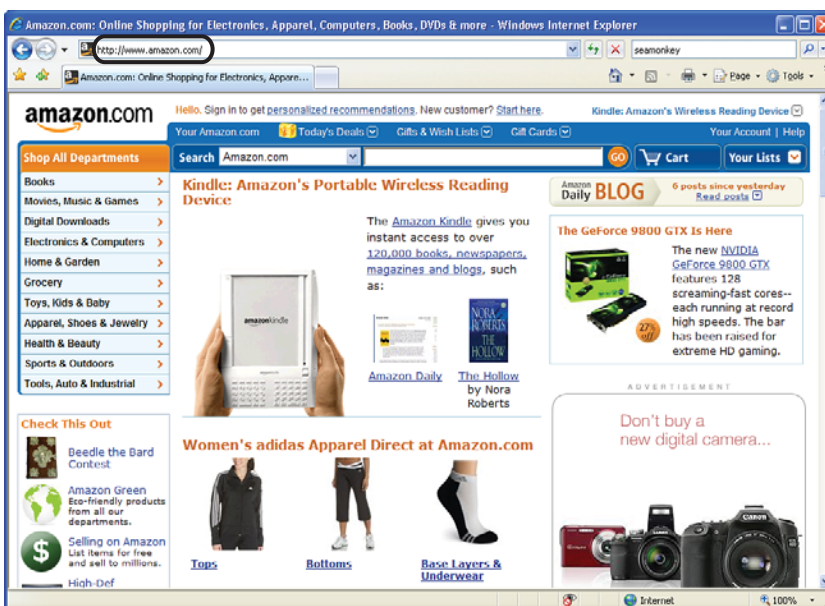 Amazon.com: Online Shopping for Electronics, Apparel, Computers, Books, DVDs & more - Windows Internet Explorer
http://www.amazon.com/
seamonkey
Amazon.com: Online Shopping for Electronics, Appare...
Page
Tools
amazon.com
Hello. Sign in to get personalized recommendations. New customer? Start here.
Kindle: Amazon's Wireless Reading Device
Your Amazon.com
Today's Deals
Gifts & Wish Lists
Gift Cards
Your Account | Help
Shop All Departments
Search
Amazon.com
GO
Cart
Your Lists
Books
Movies, Music & Games
Digital Downloads
Electronics & Computers
Home & Garden
Grocery
Toys, Kids & Baby
Apparel, Shoes & Jewelry
Health & Beauty
Sports & Outdoors
Tools, Auto & Industrial
Check This Out
Beedle the Bard
Contest
Amazon Green
Eco-friendly products
from all our
departments.
Selling on Amazon
List items for free
and sell to millions.
High-Def
Kindle: Amazon's Portable Wireless Reading
Device
The Amazon Kindle gives you
instant access to over
120,000 books, newspapers,
magazines and blogs, such
as:
amazonkindle
NORA
ROBERTS
THE
HOLLOW
Amazon Daily
The Hollow
by Nora
Roberts
Women's adidas Apparel Direct at Amazon.com
Tops
Bottoms
Base Layers &
Underwear
Amazon
Daily BLOG
6 posts since yesterday
Read posts
The GeForce 9800 GTX Is Here
The new NVIDIA
GeForce 9800 GTX
features 128
screaming-fast cores--
each running at record
high speeds. The bar
has been raised for
extreme HD gaming.
27%
off
ADVERTISEMENT
Don't buy a
new digital camera...
Canon
Internet
100%